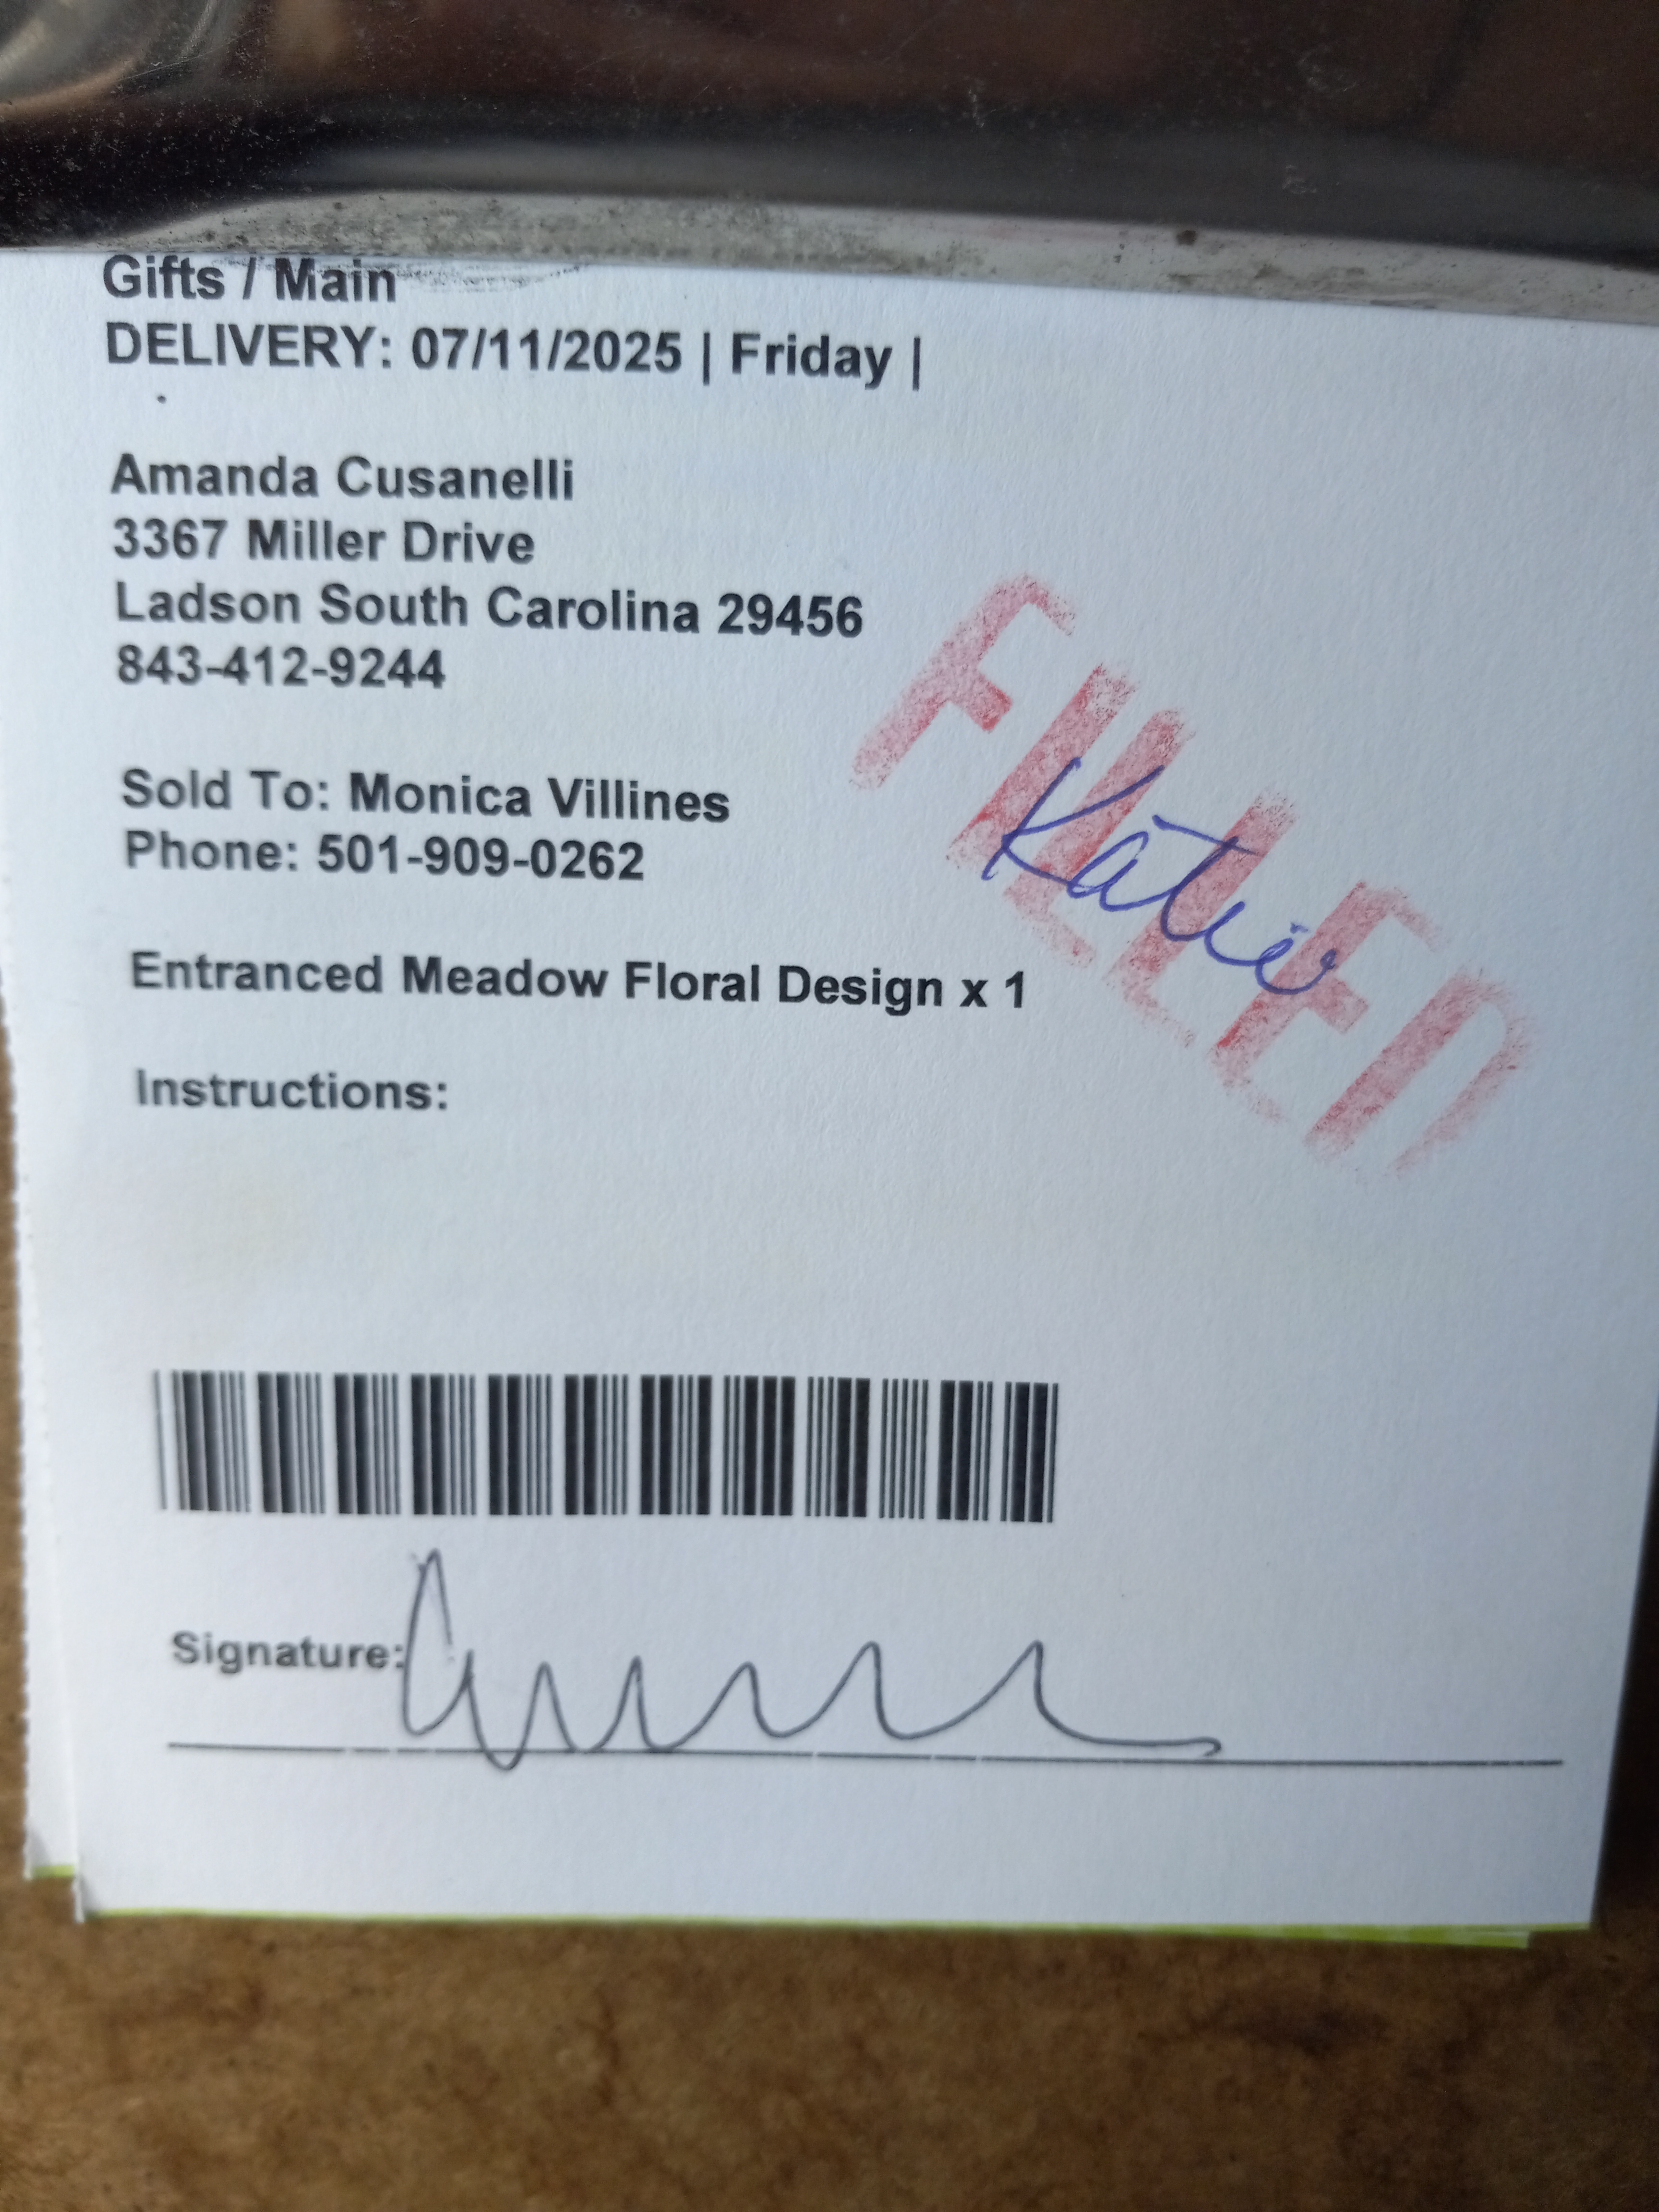 Gifts / Main
DELIVERY: 07/11/2025 | Friday |
Amanda Cusanelli
3367 Miller Drive
Ladson South Carolina 29456
843-412-9244
Sold To: Monica Villines
Phone: 501-909-0262
FILLED
Katie
Entranced Meadow Floral Design x 1
Instructions:
Signature: